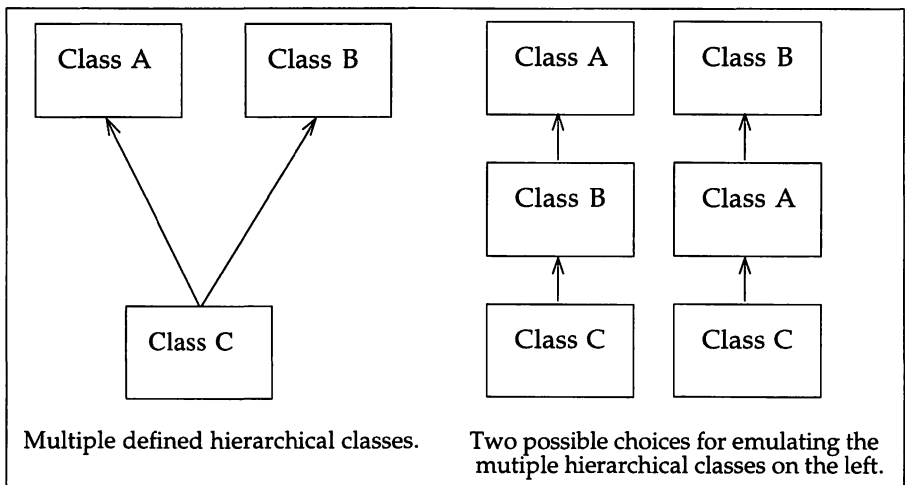 Class A
Class B
Class C
Multiple defined hierarchical classes.
Class A
Class B
Class B
Class A
Class C
Class C
Two possible choices for emulating the
mutiple hierarchical classes on the left.